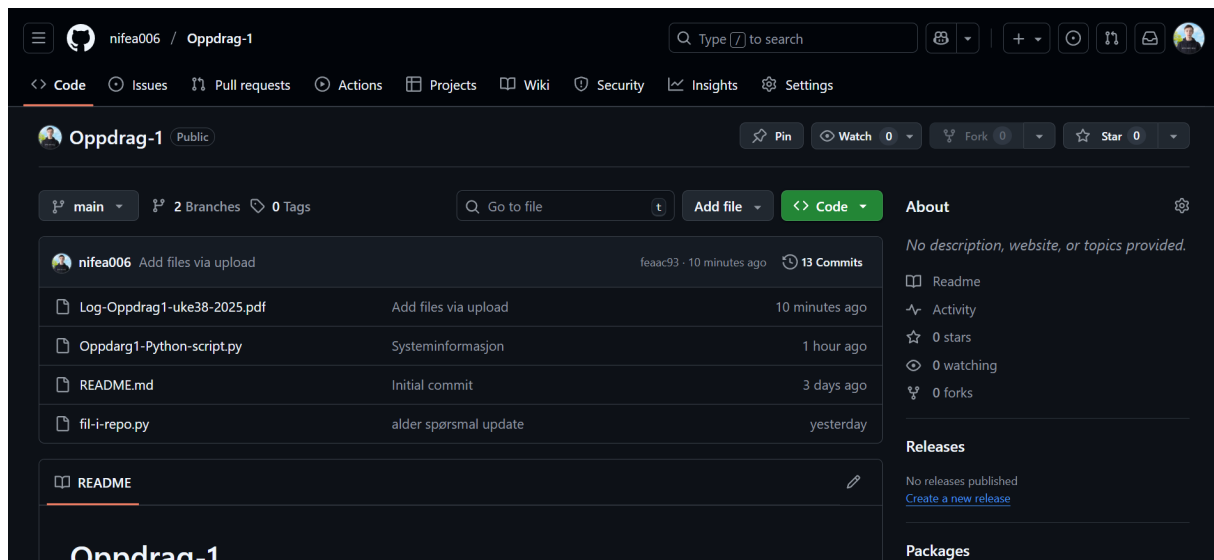 nifea006 / Oppdrag-1
Type / to search
Code Issues Pull requests Actions Projects Wiki Security Insights Settings
Oppdrag-1 Public
Pin Watch 0 Fork 0 Star 0
main 2 Branches 0 Tags Go to file t Add file Code
nifea006 Add files via upload feaac93 · 10 minutes ago 13 Commits
Log-Oppdrag1-uke38-2025.pdf Add files via upload 10 minutes ago
Oppdarg1-Python-script.py Systeminformasjon 1 hour ago
README.md Initial commit 3 days ago
fil-i-repo.py alder spørsmal update yesterday
README
Oppdrag-1
About
No description, website, or topics provided.
Readme
Activity
0 stars
0 watching
0 forks
Releases
No releases published
Create a new release
Packages